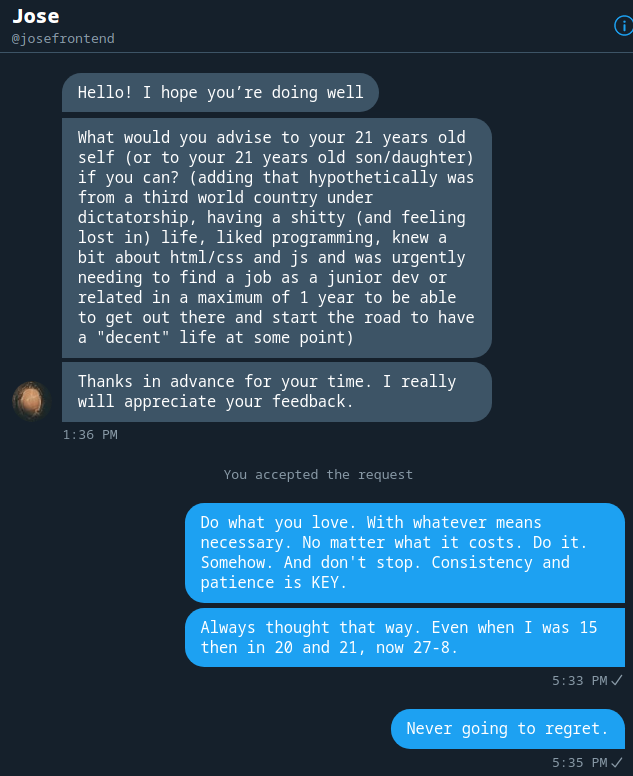 Jose
@josefrontend
Hello! I hope you’re doing well
What would you advise to your 21 years old
self (or to your 21 years old son/daughter)
if you can? (adding that hypothetically was
from a third world country under
dictatorship, having a shitty (and feeling
lost in) life, liked programming, knew a
bit about html/css and js and was urgently
needing to find a job as a junior dev or
related in a maximum of 1 year to be able
to get out there and start the road to have
a "decent" life at some point)
Thanks in advance for your time. I really
will appreciate your feedback.
1:36 PM
You accepted the request
Do what you love. With whatever means
necessary. No matter what it costs. Do it.
Somehow. And don't stop. Consistency and
patience is KEY.
Always thought that way. Even when I was 15
then in 20 and 21, now 27-8.
5:33 PM
Never going to regret.
5:35 PM